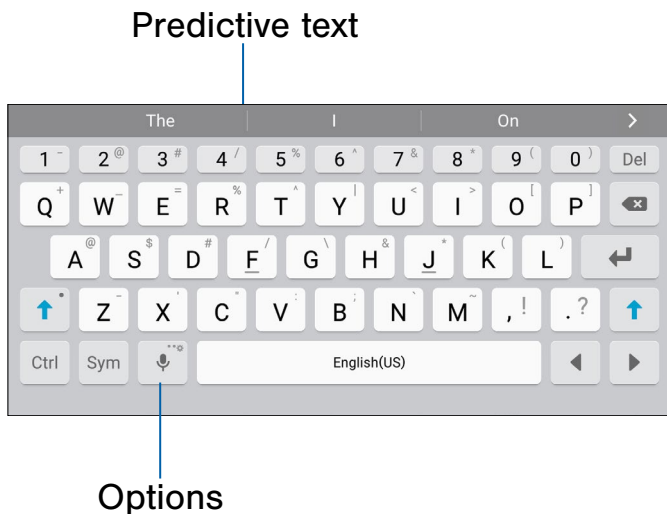 Predictive text
The I On >
1 - 2 @ 3 # 4 / 5 % 6 ^ 7 & 8 * 9 ( 0 ) Del
Q + W _ E = R % T ^ Y | U < I > O [ P ]
A @ S $ D # F / G \ H & J * K ( L )
Z - X ' C " V : B ; N ` M ~ , ! . ?
Ctrl Sym English(US)
Options